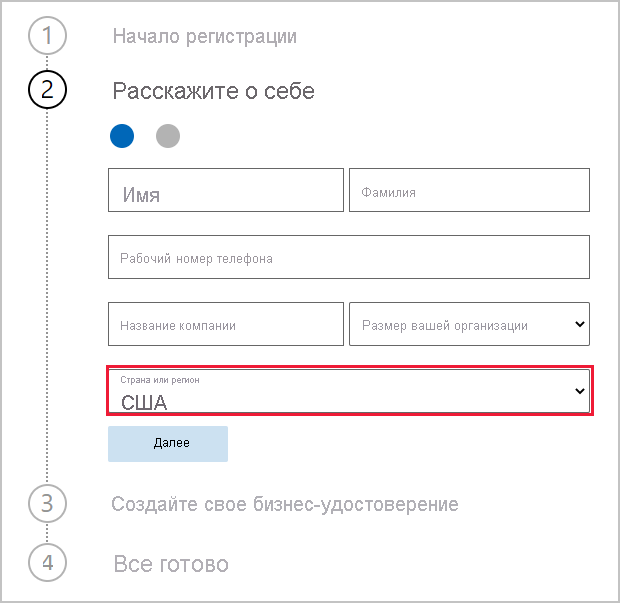 1 Начало регистрации
2 Расскажите о себе
Имя Фамилия
Рабочий номер телефона
Название компании Размер вашей организации
Страна или регион
США
Далее
3 Создайте свое бизнес-удостоверение
4 Все готово